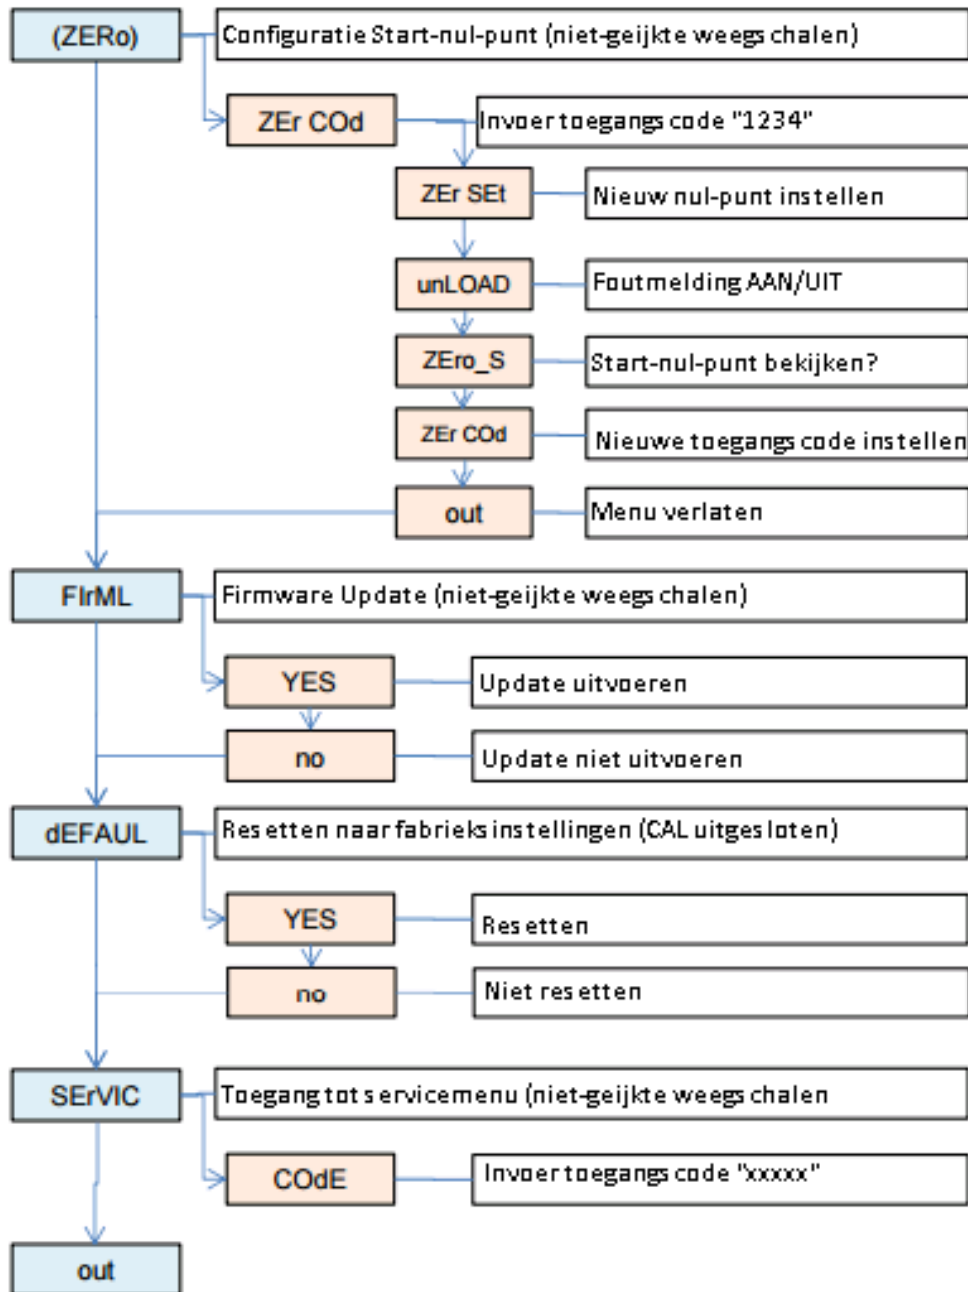 (ZERo) Configuratie Start-nul-punt (niet-geijkte weegschalen)
ZEr COd Invoer toegangscode "1234"
ZEr SEt Nieuw nul-punt instellen
unLOAD Foutmelding AAN/UIT
ZEro_S Start-nul-punt bekijken?
ZEr COd Nieuwe toegangscode instellen
out Menu verlaten
FIrML Firmware Update (niet-geijkte weegschalen)
YES Update uitvoeren
no Update niet uitvoeren
dEFAUL Resetten naar fabrieksinstellingen (CAL uitgesloten)
YES Resetten
no Niet resetten
SErVIC Toegang tot servicemenu (niet-geijkte weegschalen
COdE Invoer toegangscode "xxxxx"
out